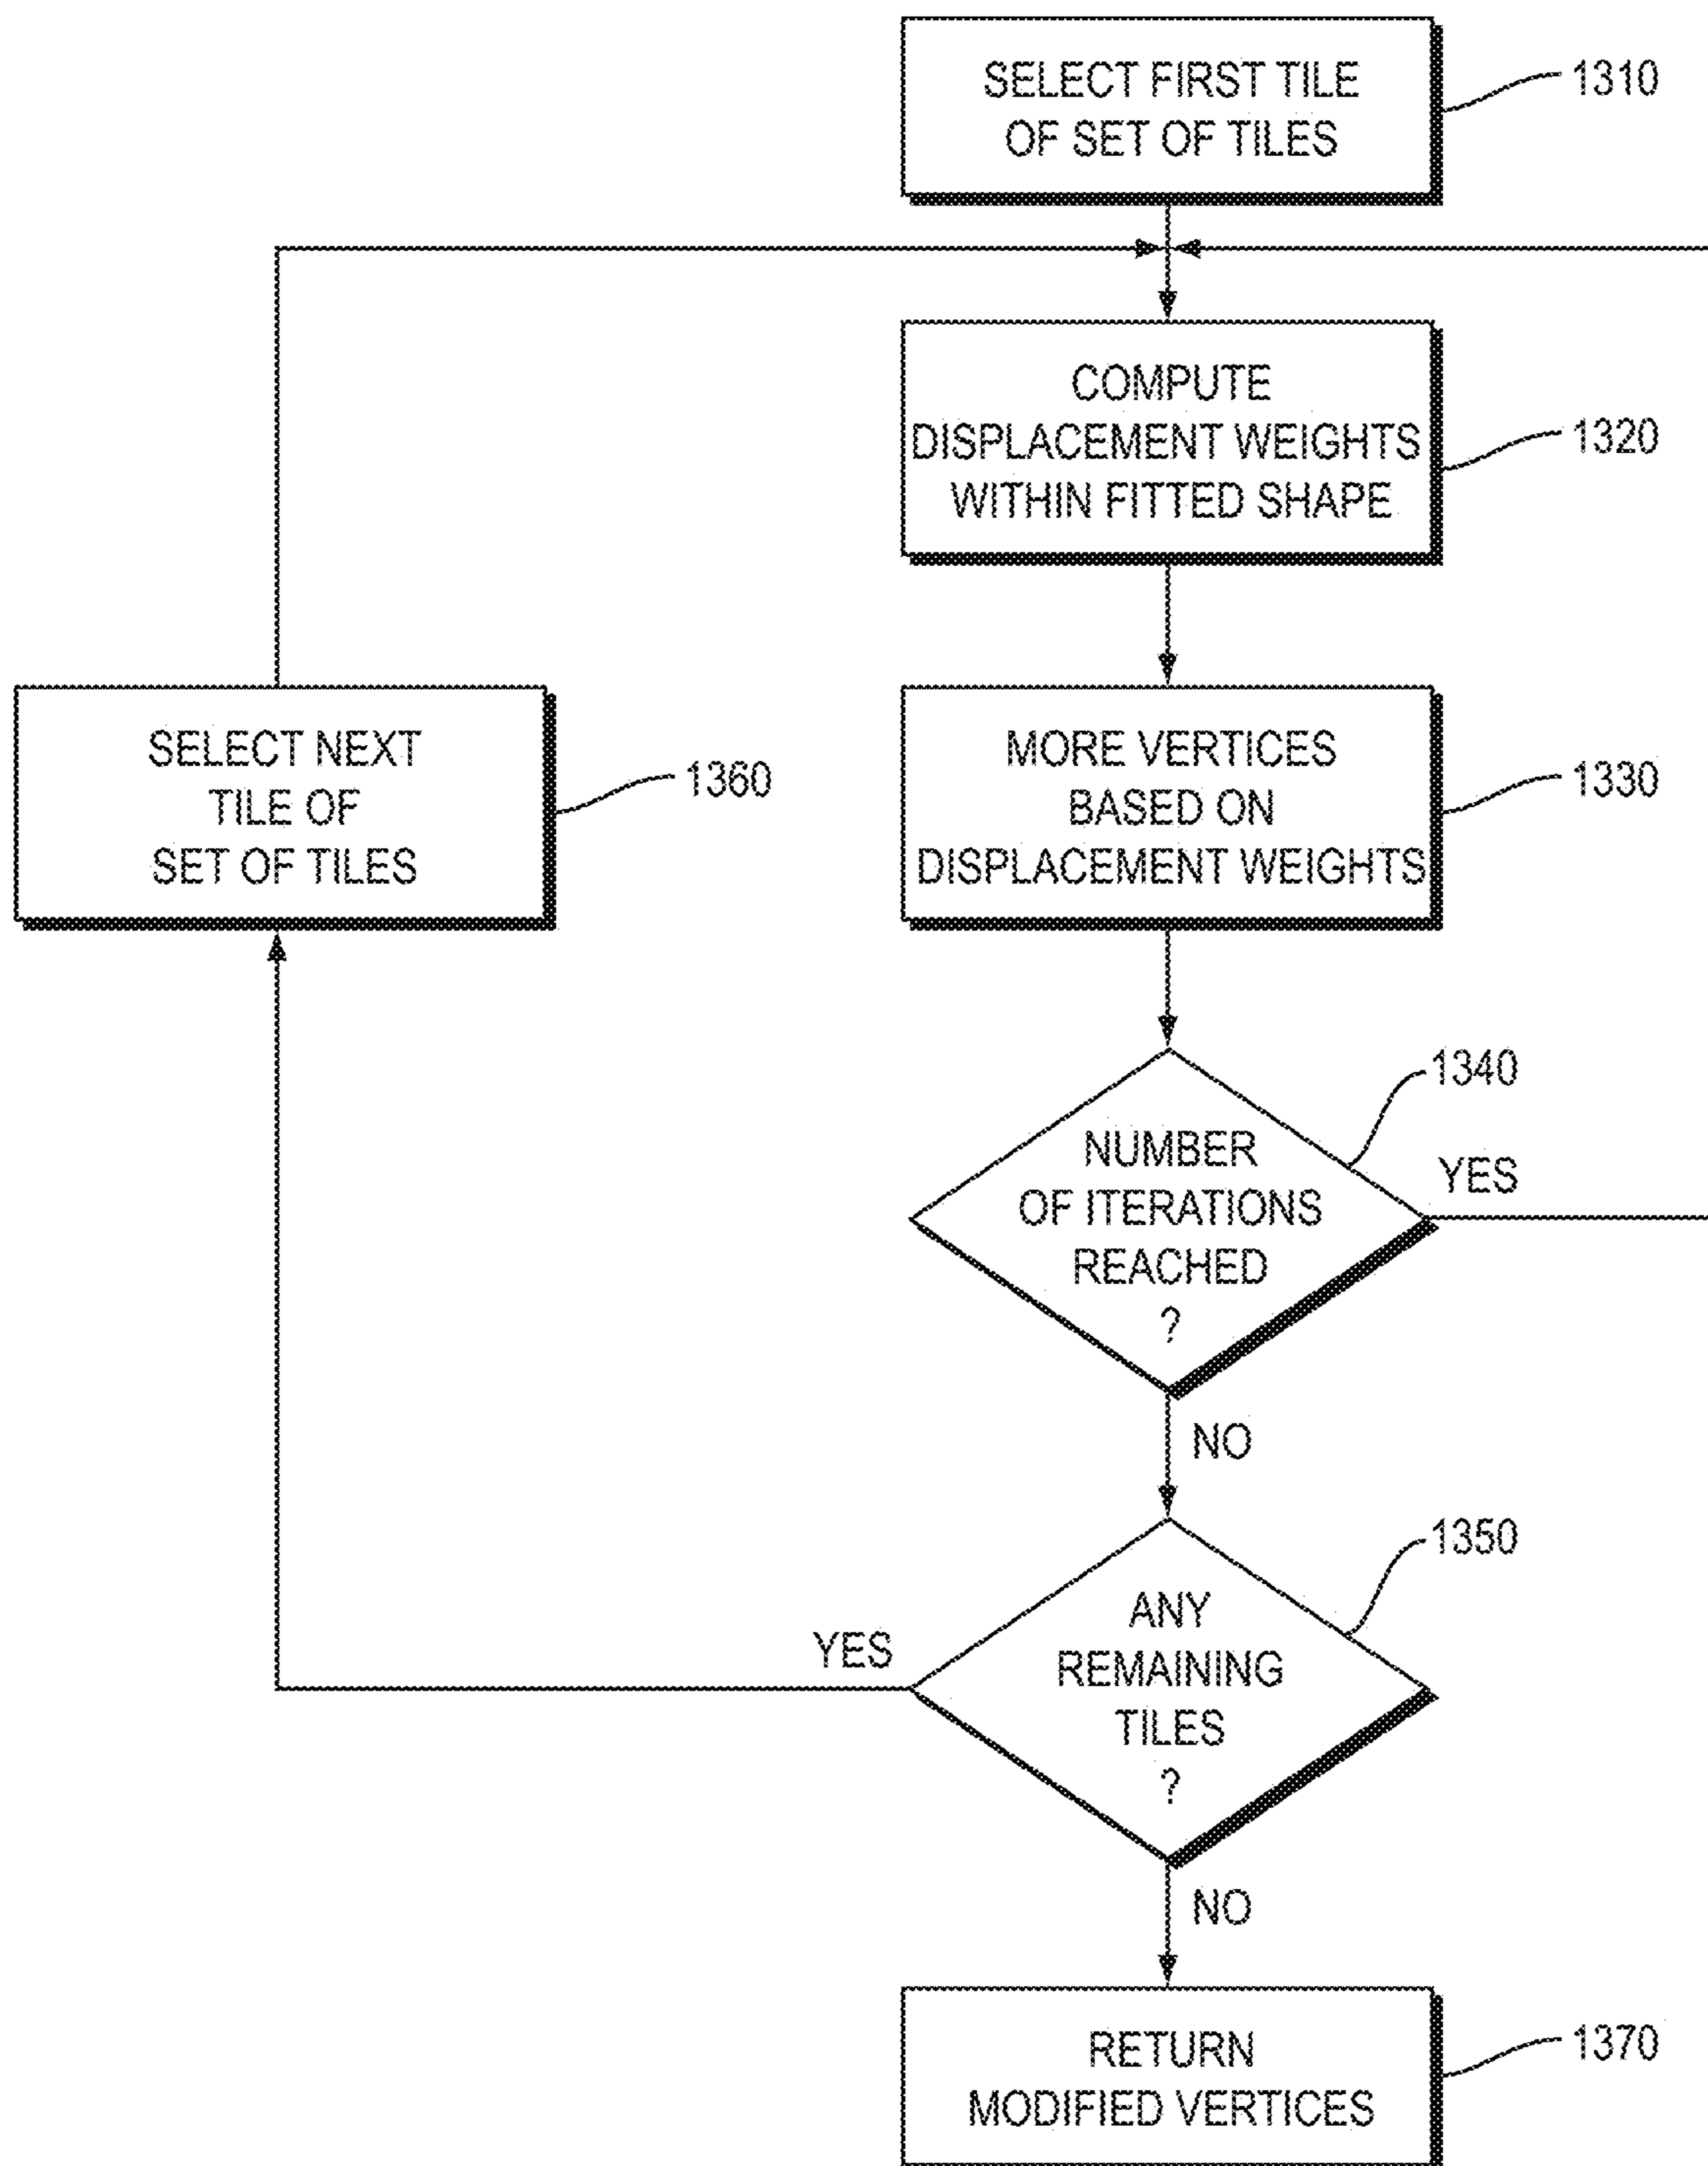 SELECT FIRST TILE
OF SET OF TILES
1310
COMPUTE
DISPLACEMENT WEIGHTS
WITHIN FITTED SHAPE
1320
SELECT NEXT
TILE OF
SET OF TILES
1360
MORE VERTICES
BASED ON
DISPLACEMENT WEIGHTS
1330
1340
NUMBER
OF ITERATIONS
REACHED
?
YES
NO
1350
ANY
REMAINING
TILES
?
YES
NO
RETURN
MODIFIED VERTICES
1370